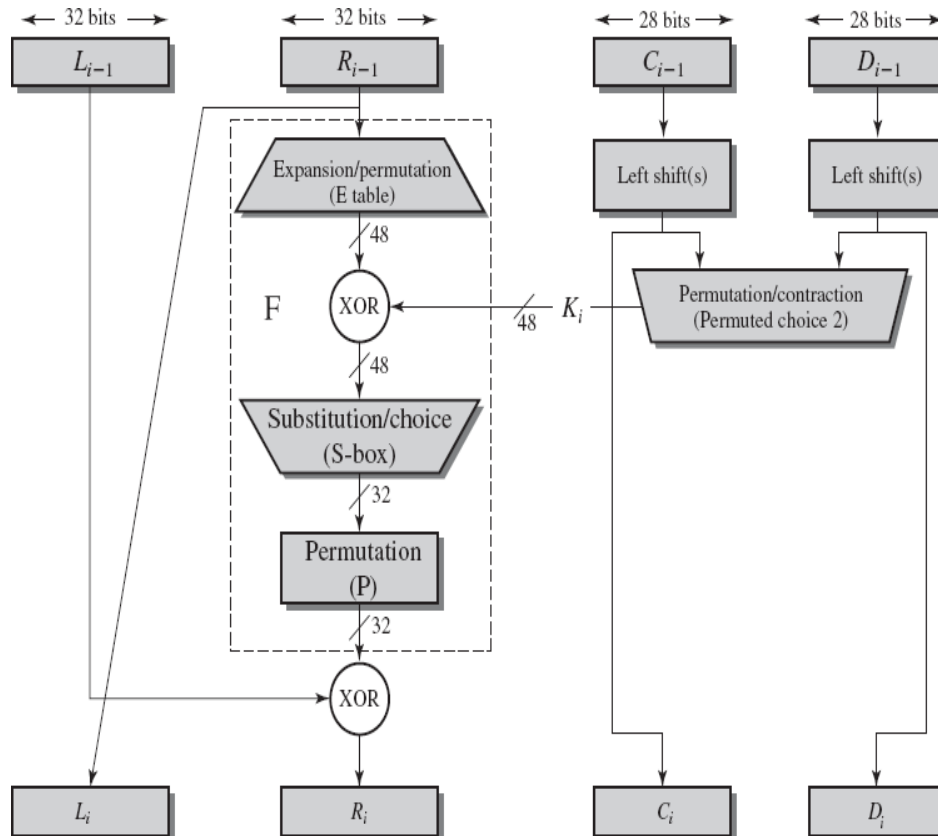 32 bits
32 bits
28 bits
28 bits
L_{i−1}
R_{i−1}
C_{i−1}
D_{i−1}
Expansion/permutation
(E table)
Left shift(s)
Left shift(s)
48
F
XOR
48
K_i
Permutation/contraction
(Permuted choice 2)
48
Substitution/choice
(S-box)
32
Permutation
(P)
32
XOR
L_i
R_i
C_i
D_i